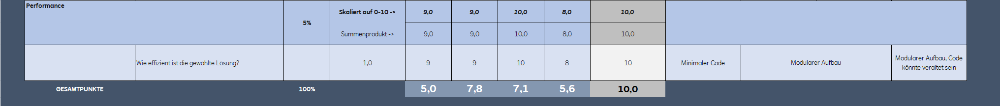 Performance
5%
Skaliert auf 0-10 -> 9,0 9,0 10,0 8,0 10,0
Summenprodukt -> 9,0 9,0 10,0 8,0 10,0
Wie effizient ist die gewählte Lösung? 1,0 9 9 10 8 10 Minimaler Code Modularer Aufbau Modularer Aufbau, Code
könnte veraltet sein
GESAMTPUNKTE 100% 5,0 7,8 7,1 5,6 10,0